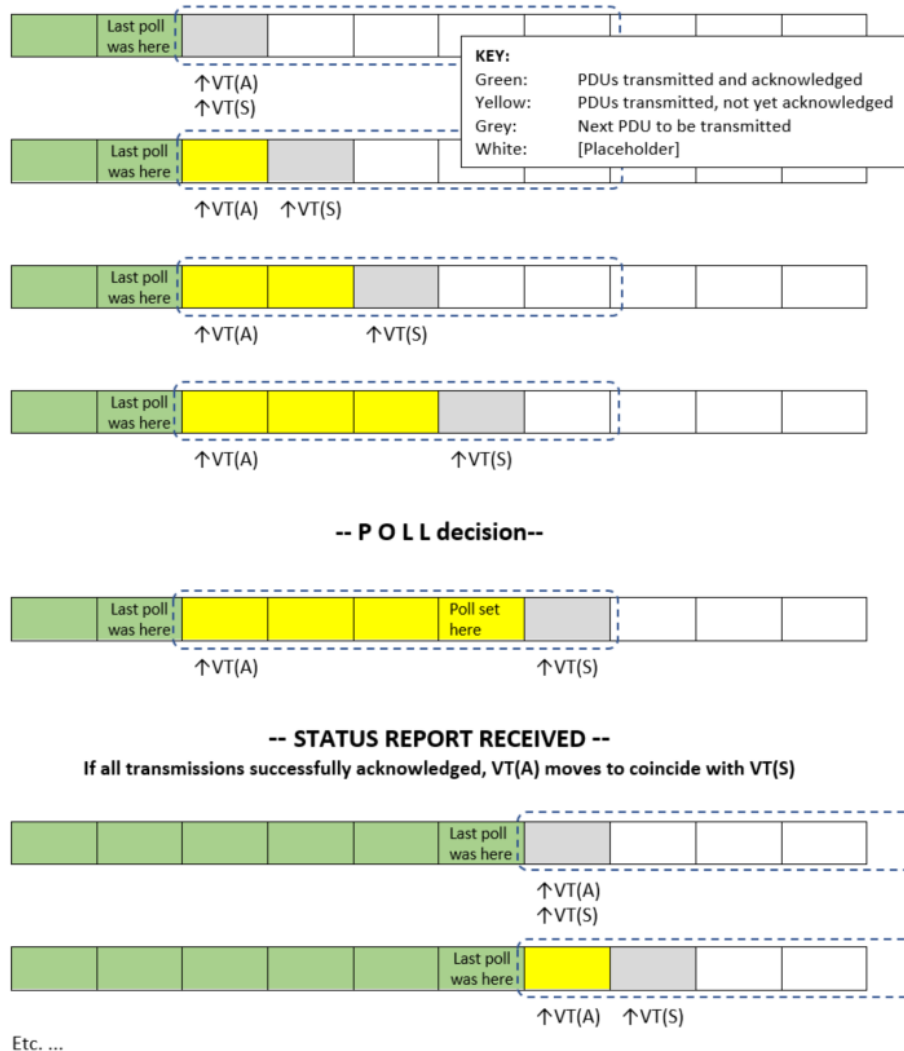 Last poll
was here
KEY:
Green: PDUs transmitted and acknowledged
Yellow: PDUs transmitted, not yet acknowledged
Grey: Next PDU to be transmitted
White: [Placeholder]
↑VT(A)
↑VT(S)
Last poll
was here
↑VT(A) ↑VT(S)
Last poll
was here
↑VT(A) ↑VT(S)
Last poll
was here
↑VT(A) ↑VT(S)
-- P O L L decision--
Last poll
was here
Poll set
here
↑VT(A) ↑VT(S)
-- STATUS REPORT RECEIVED --
If all transmissions successfully acknowledged, VT(A) moves to coincide with VT(S)
Last poll
was here
↑VT(A)
↑VT(S)
Last poll
was here
↑VT(A) ↑VT(S)
Etc. ...